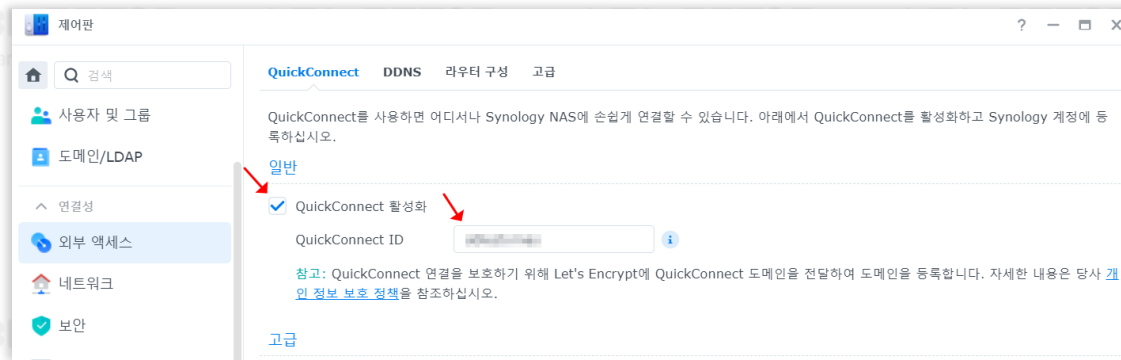 제어판
검색
사용자 및 그룹
도메인/LDAP
연결성
외부 액세스
네트워크
보안
QuickConnect DDNS 라우터 구성 고급
QuickConnect를 사용하면 어디서나 Synology NAS에 손쉽게 연결할 수 있습니다. 아래에서 QuickConnect를 활성화하고 Synology 계정에 등
록하십시오.
일반
QuickConnect 활성화
QuickConnect ID
참고: QuickConnect 연결을 보호하기 위해 Let's Encrypt에 QuickConnect 도메인을 전달하여 도메인을 등록합니다. 자세한 내용은 당사 개
인 정보 보호 정책을 참조하십시오.
고급